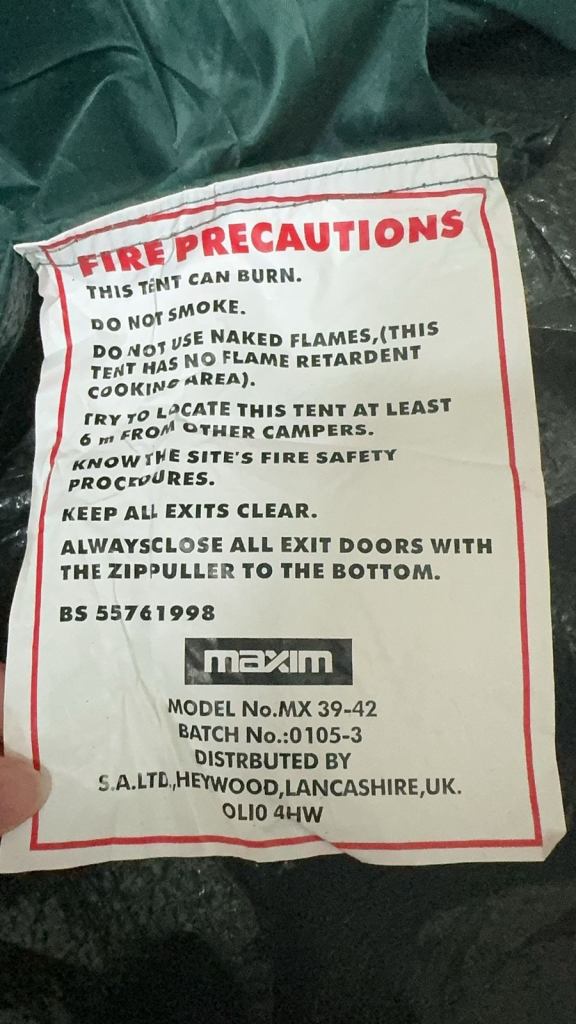 FIRE PRECAUTIONS
THIS TENT CAN BURN.
DO NOT SMOKE.
DO NOT USE NAKED FLAMES,(THIS
TENT HAS NO FLAME RETARDENT
COOKING AREA).
TRY TO LOCATE THIS TENT AT LEAST
6 m FROM OTHER CAMPERS.
KNOW THE SITE'S FIRE SAFETY
PROCEDURES.
KEEP ALL EXITS CLEAR.
ALWAYSCLOSE ALL EXIT DOORS WITH
THE ZIPPULLER TO THE BOTTOM.
BS 55761998
maxim
MODEL No.MX 39-42
BATCH No.:0105-3
DISTRBUTED BY
S.A.LTD.,HEYWOOD,LANCASHIRE,UK.
OLI0 4HW